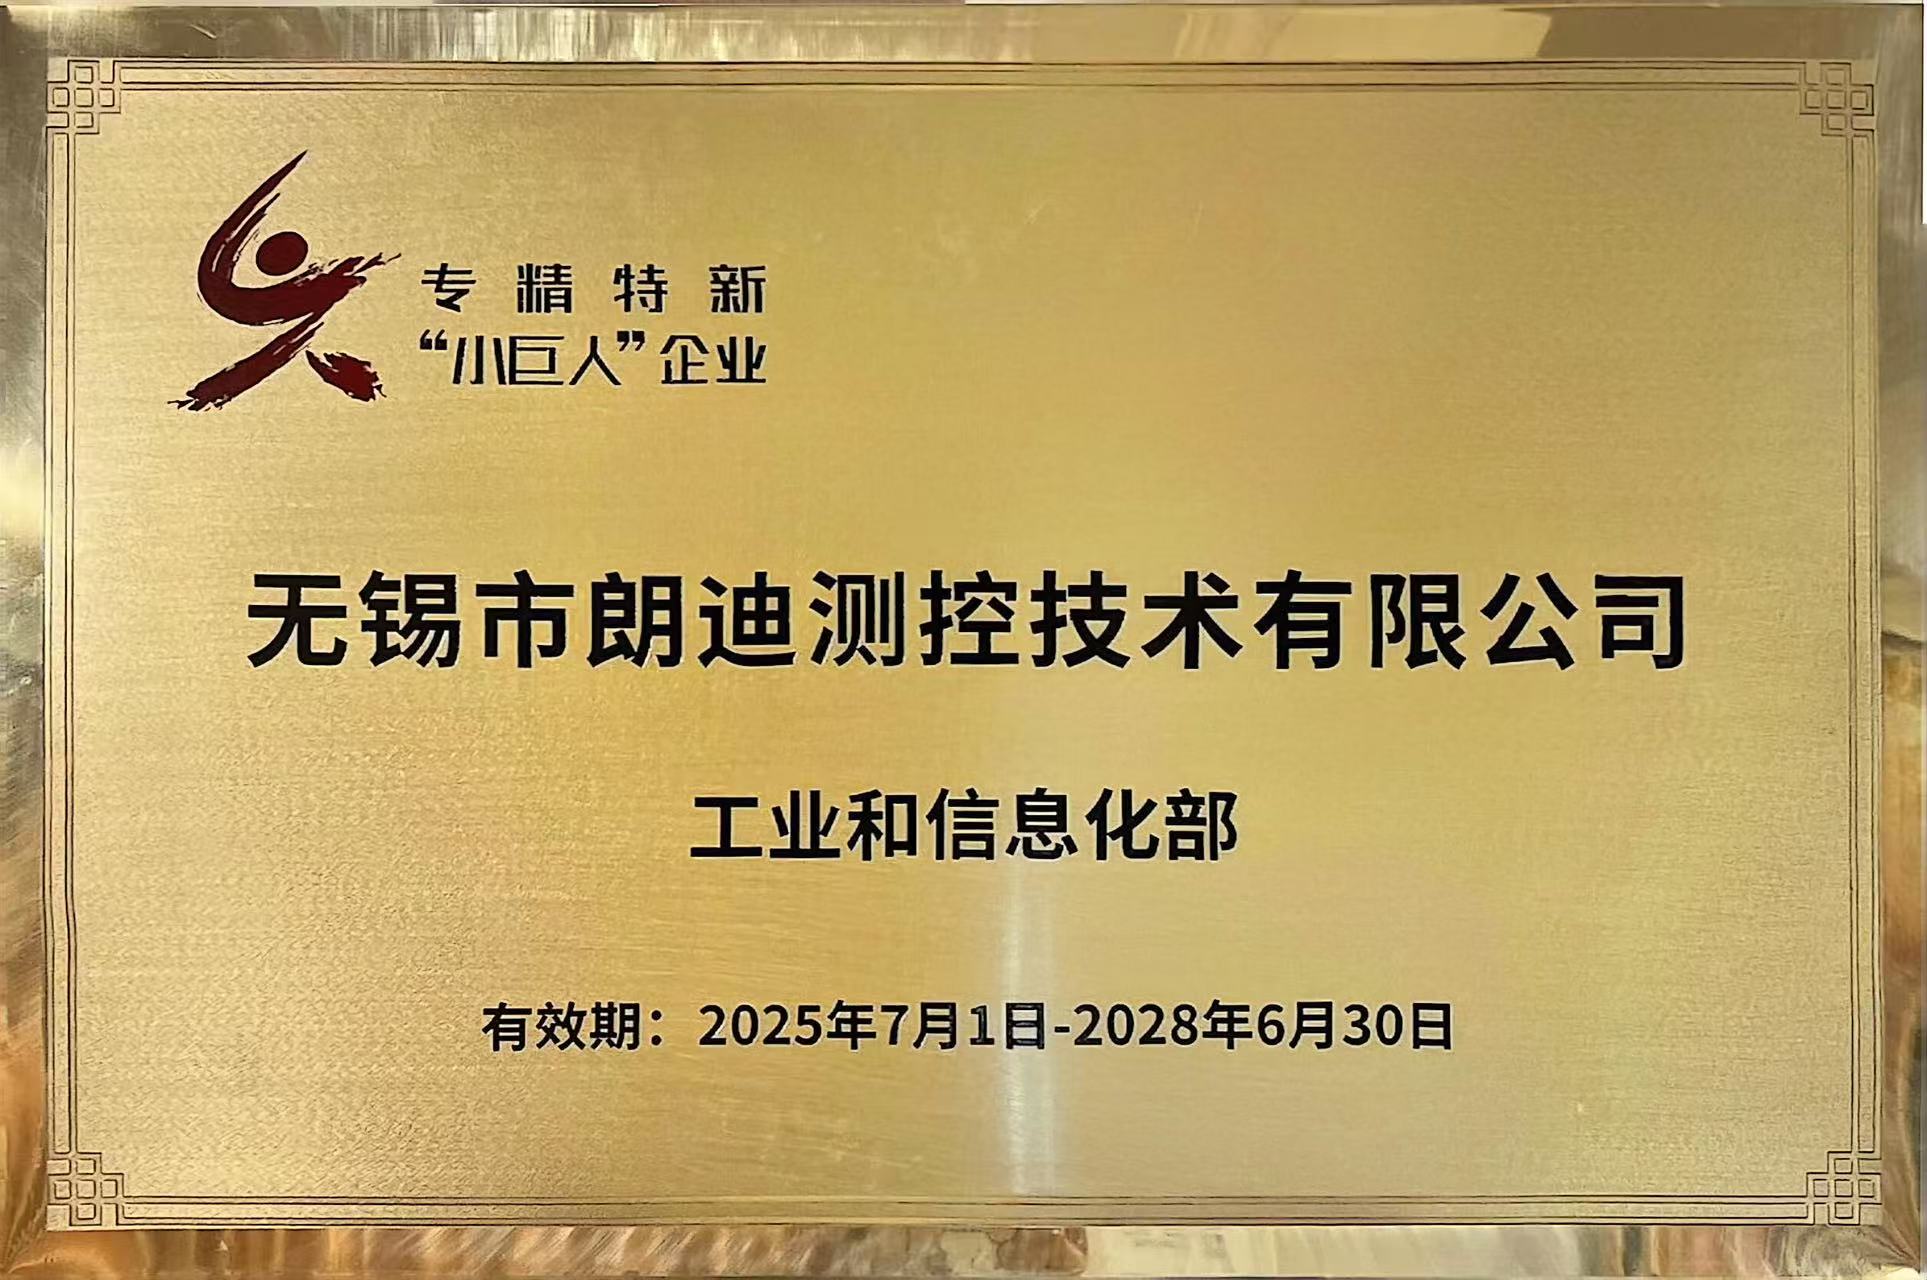 专精特新
“小巨人”企业
无锡市朗迪测控技术有限公司
工业和信息化部
有效期：2025年7月1日-2028年6月30日